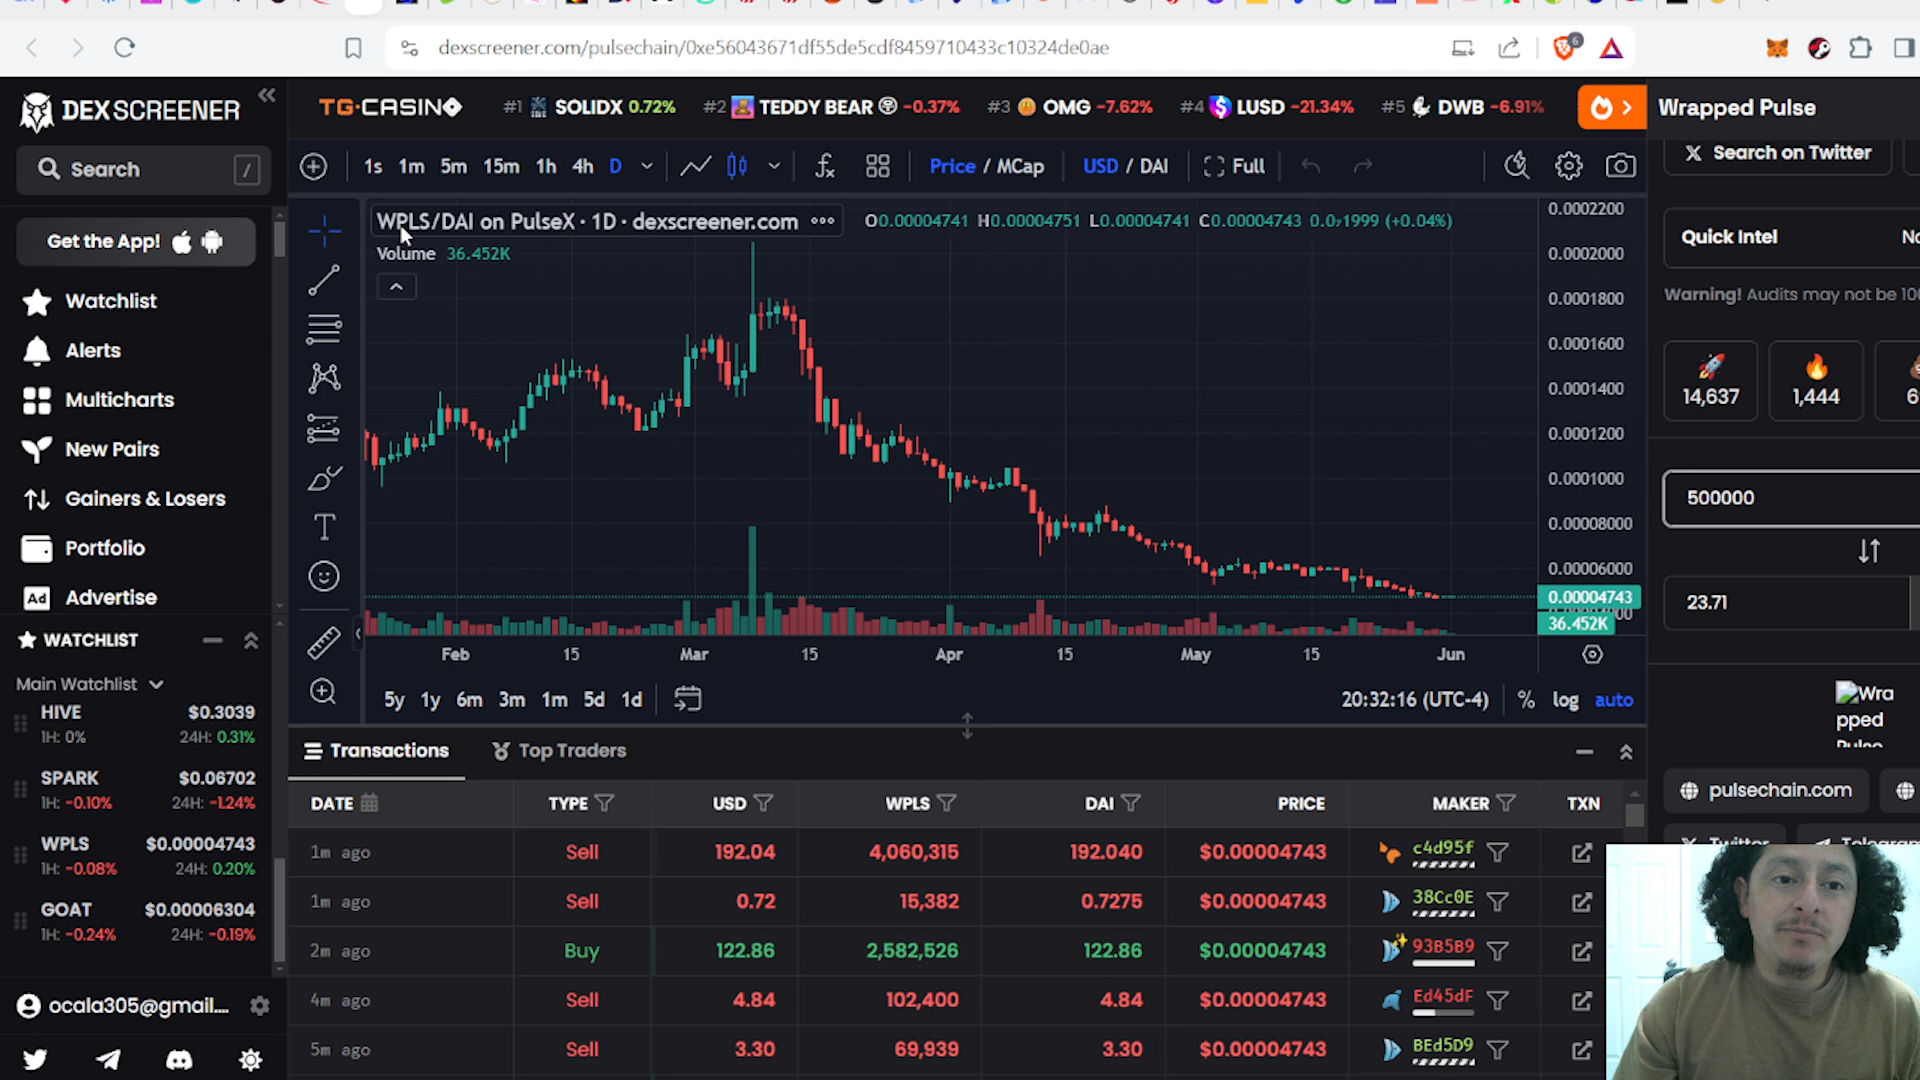 dexscreener.com/pulsechain/0xe56043671df55de5cdf8459710433c10324de0ae
6
DEXSCREENER
TG·CASINO
#1 SOLIDX 0.72%
#2 TEDDY BEAR -0.37%
#3 OMG -7.62%
#4 LUSD -21.34%
#5 DWB -6.91%
Wrapped Pulse
Search /
1s 1m 5m 15m 1h 4h D
Price / MCap
USD / DAI
Full
Search on Twitter
Get the App!
WPLS/DAI on PulseX · 1D · dexscreener.com
O0.00004741 H0.00004751 L0.00004741 C0.00004743 0.0₇1999 (+0.04%)
Volume 36.452K
Quick Intel
Warning! Audits may not be
Watchlist
Alerts
Multicharts
New Pairs
Gainers & Losers
Portfolio
Ad Advertise
0.0002200
0.0002000
0.0001800
0.0001600
0.0001400
0.0001200
0.0001000
0.00008000
0.00006000
0.00004743
36.452K
14,637
1,444
500000
23.71
WATCHLIST
Main Watchlist
HIVE $0.3039
1H: 0% 24H: 0.31%
SPARK $0.06702
1H: -0.10% 24H: -1.24%
WPLS $0.00004743
1H: -0.08% 24H: 0.20%
GOAT $0.00006304
1H: -0.24% 24H: -0.19%
ocala305@gmail....
Feb 15 Mar 15 Apr 15 May 15 Jun
5y 1y 6m 3m 1m 5d 1d
20:32:16 (UTC-4) % log auto
Wra
pped
pulsechain.com
Twitter
Transactions
Top Traders
DATE TYPE USD WPLS DAI PRICE MAKER TXN
1m ago Sell 192.04 4,060,315 192.040 $0.00004743 c4d95f
1m ago Sell 0.72 15,382 0.7275 $0.00004743 38Cc0E
2m ago Buy 122.86 2,582,526 122.86 $0.00004743 93B5B9
4m ago Sell 4.84 102,400 4.84 $0.00004743 Ed45dF
5m ago Sell 3.30 69,939 3.30 $0.00004743 BEd5D9